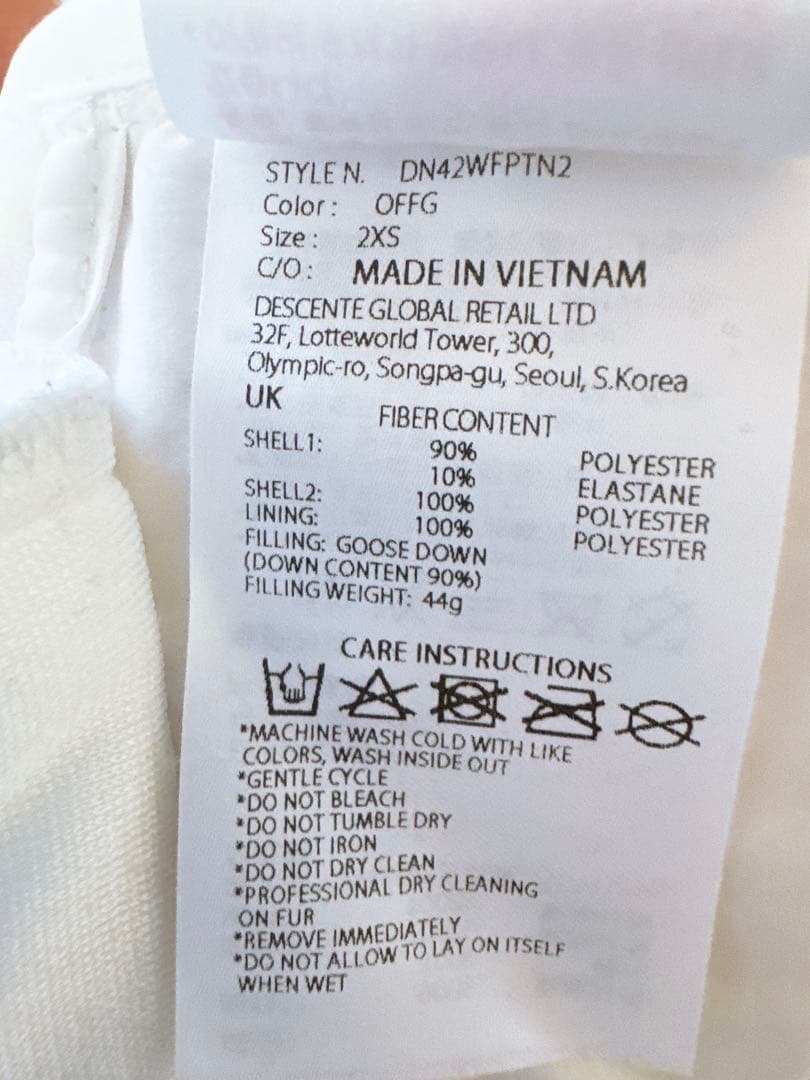 STYLE N. DN42WFPTN2
Color: OFFG
Size: 2XS
C/O: MADE IN VIETNAM
DESCENTE GLOBAL RETAIL LTD
32F, Lotteworld Tower, 300,
Olympic-ro, Songpa-gu, Seoul, S.Korea
UK
FIBER CONTENT
SHELL1: 90% POLYESTER
10% ELASTANE
SHELL2: 100% POLYESTER
LINING: 100% POLYESTER
FILLING: GOOSE DOWN
(DOWN CONTENT 90%)
FILLING WEIGHT: 44g
CARE INSTRUCTIONS
*MACHINE WASH COLD WITH LIKE
COLORS, WASH INSIDE OUT
*GENTLE CYCLE
*DO NOT BLEACH
*DO NOT TUMBLE DRY
*DO NOT IRON
*DO NOT DRY CLEAN
*PROFESSIONAL DRY CLEANING
ON FUR
*REMOVE IMMEDIATELY
*DO NOT ALLOW TO LAY ON ITSELF
WHEN WET